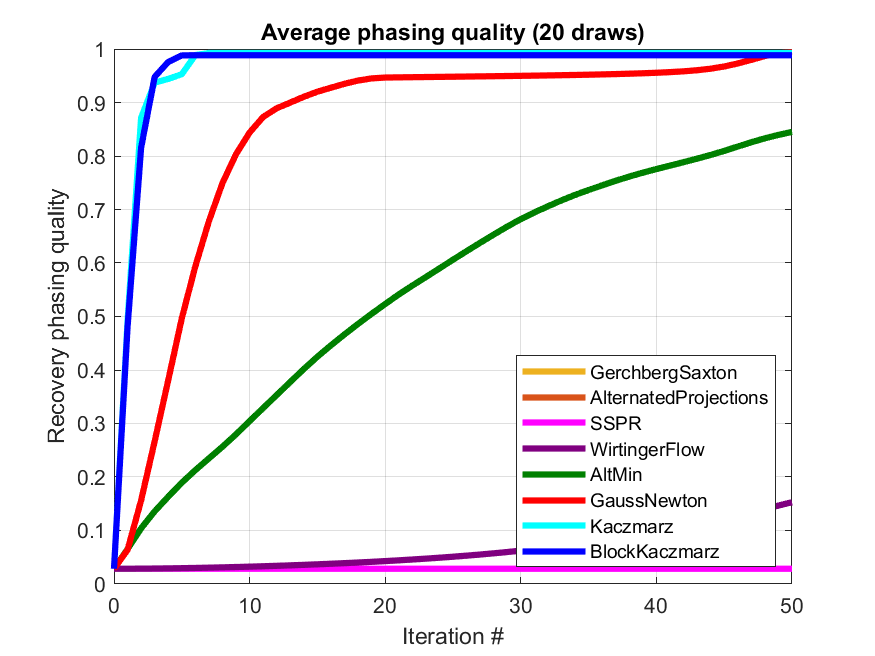 Average phasing quality (20 draws)
Recovery phasing quality
1
0.9
0.8
0.7
0.6
0.5
0.4
0.3
0.2
0.1
0
0 10 20 30 40 50
Iteration #
GerchbergSaxton
AlternatedProjections
SSPR
WirtingerFlow
AltMin
GaussNewton
Kaczmarz
BlockKaczmarz